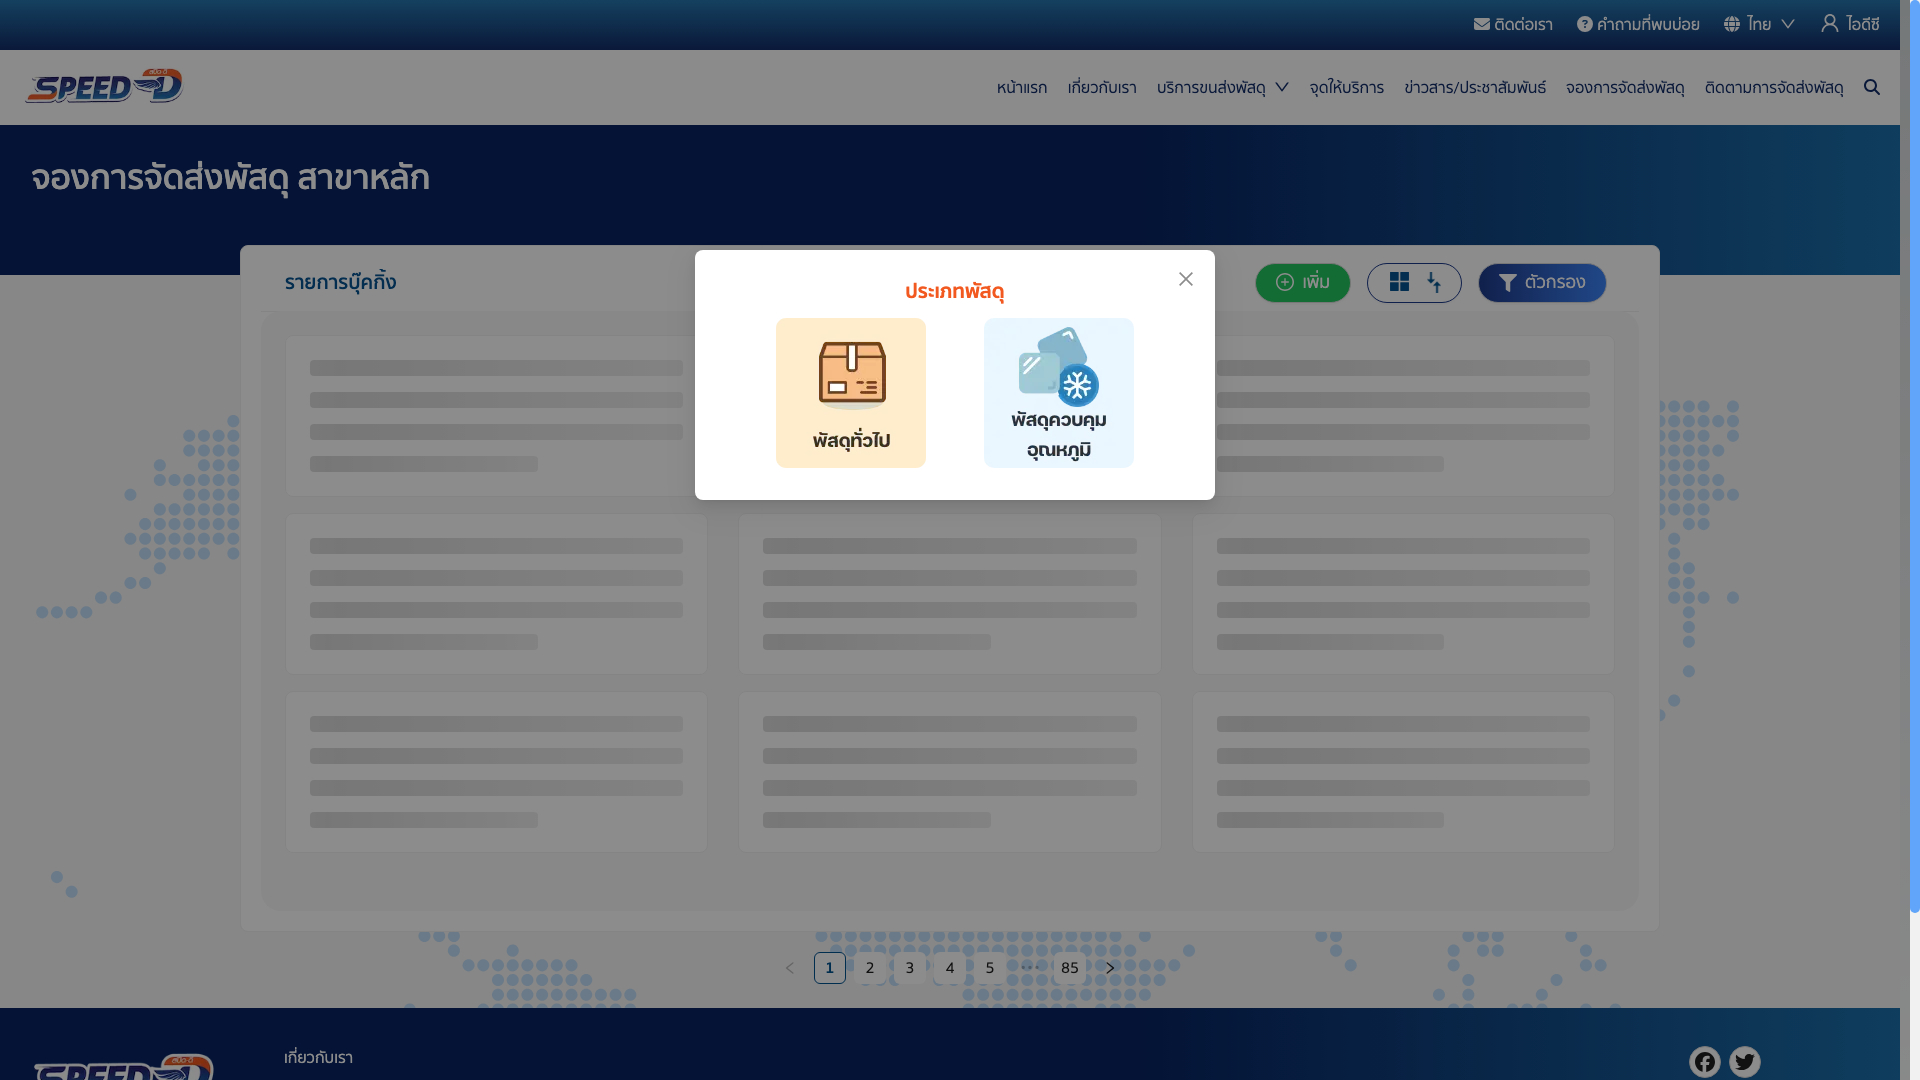 ติดต่อเรา
คำถามที่พบบ่อย
ไทย
ไอดีซี
สปีด-ดี
SPEED-D
หน้าแรก
เกี่ยวกับเรา
บริการขนส่งพัสดุ
จุดให้บริการ
ข่าวสาร/ประชาสัมพันธ์
จองการจัดส่งพัสดุ
ติดตามการจัดส่งพัสดุ
จองการจัดส่งพัสดุ สาขาหลัก
รายการบุ๊คกิ้ง
เพิ่ม
ตัวกรอง
ประเภทพัสดุ
พัสดุทั่วไป
พัสดุควบคุม
อุณหภูมิ
1 2 3 4 5 ••• 85
สปีด-ดี
SPEED-D
เกี่ยวกับเรา